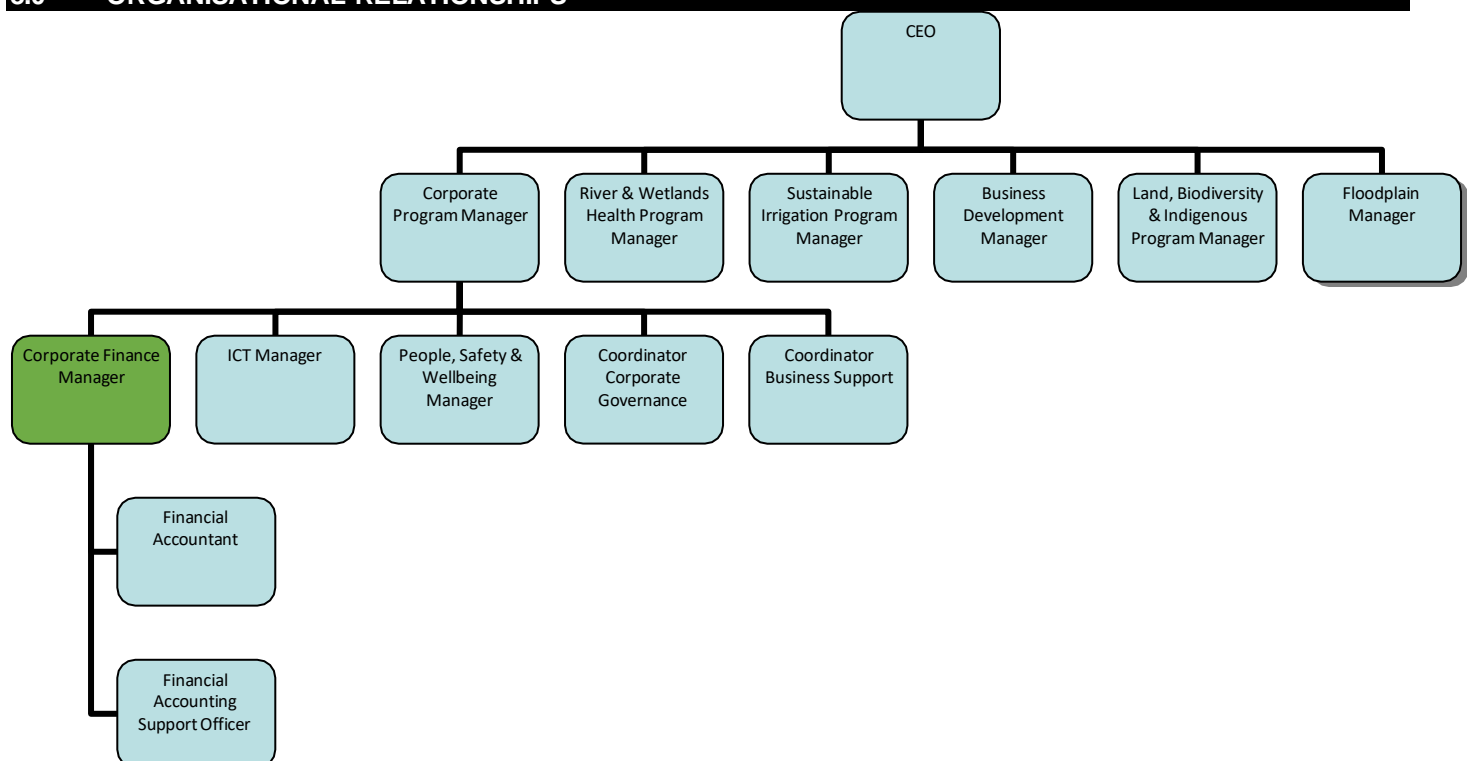 ORGANISATIONAL RELATIONSHIPS
CEO
Corporate
Program Manager
River & Wetlands
Health Program
Manager
Sustainable
Irrigation Program
Manager
Business
Development
Manager
Land, Biodiversity
& Indigenous
Program Manager
Floodplain
Manager
Corporate Finance
Manager
ICT Manager
People, Safety &
Wellbeing
Manager
Coordinator
Corporate
Governance
Coordinator
Business Support
Financial
Accountant
Financial
Accounting
Support Officer